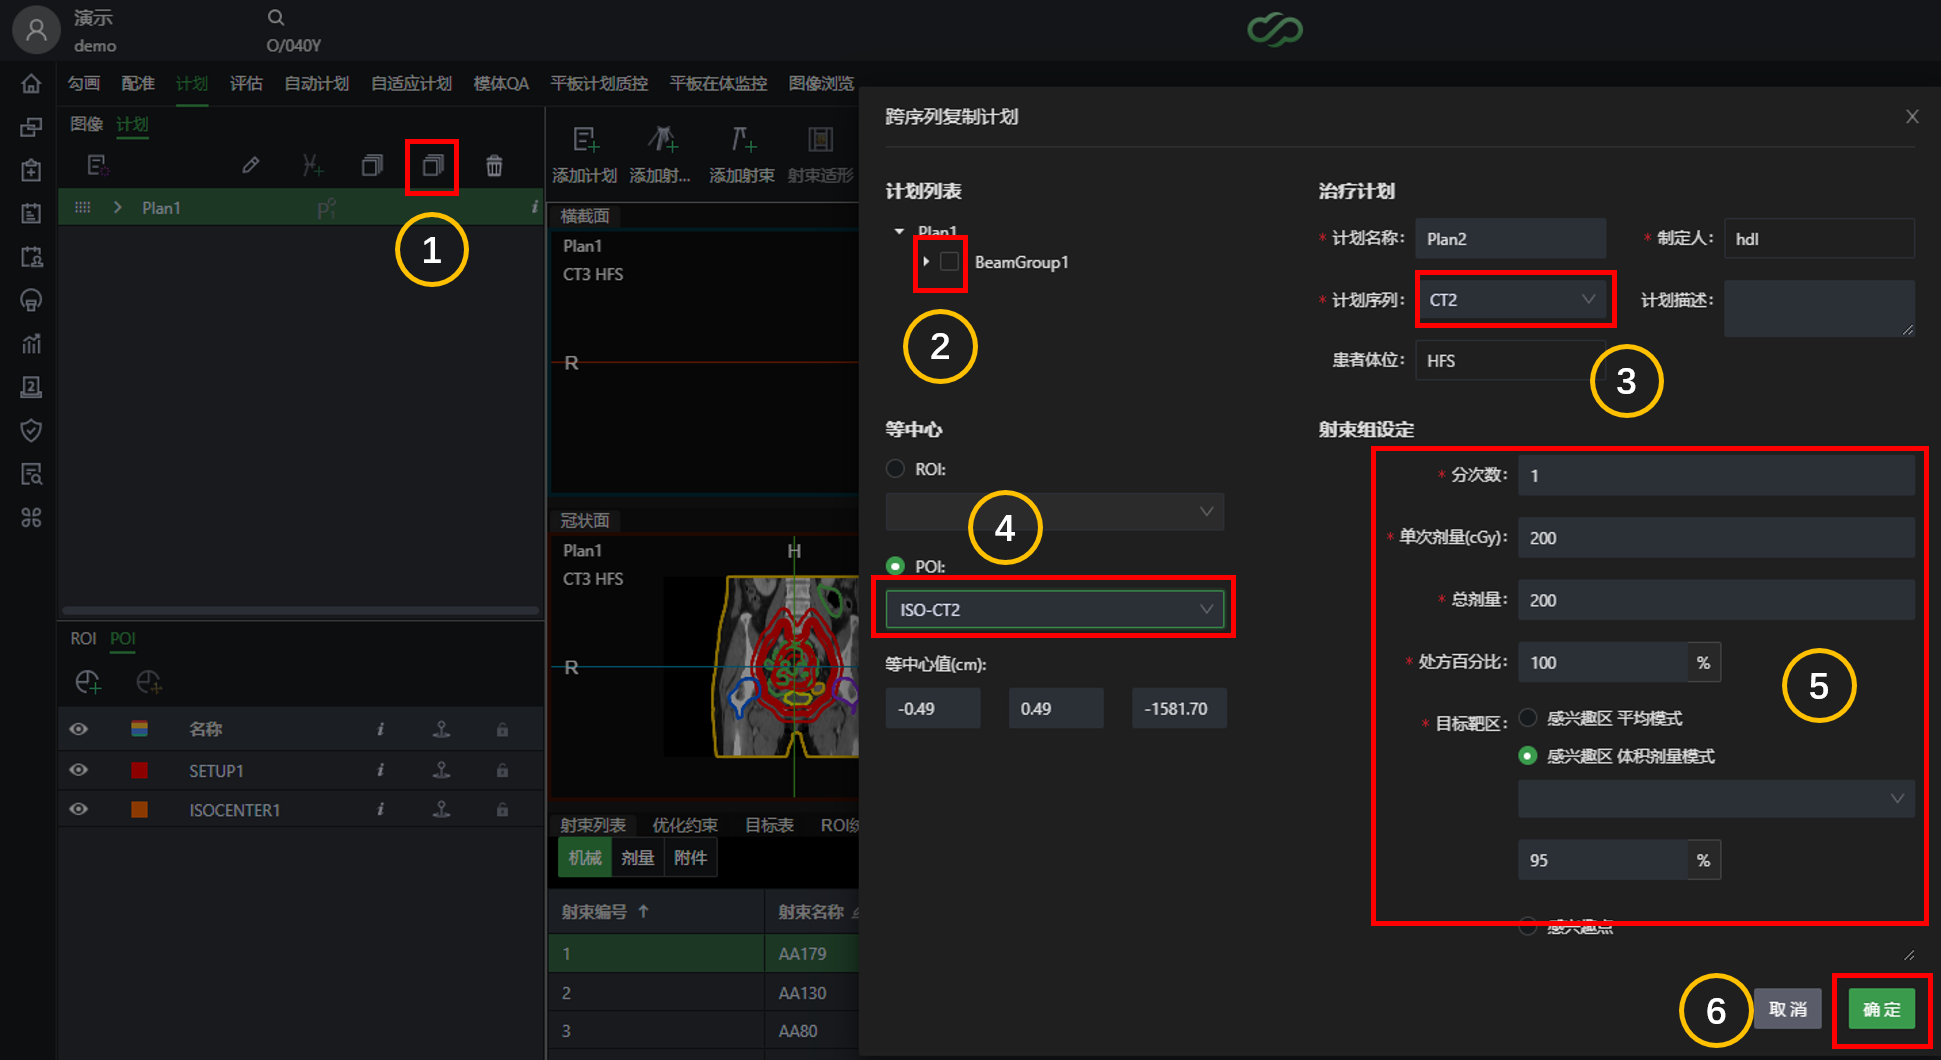 演示
demo
O/040Y
勾画 配准 计划 评估 自动计划 自适应计划 模体QA 平板计划质控 平板在体监控 图像浏览
图像 计划
Plan1
i
1
添加计划 添加射... 添加射束 射束适形
横截面
Plan1
CT3 HFS
R
冠状面
Plan1
CT3 HFS
H
R
ROI POI
名称 i
SETUP1 i
ISOCENTER1 i
射束列表 优化约束 目标表
机械 剂量 附件
射束编号 射束名称
1 AA179
2 AA130
3 AA80
跨序列复制计划
计划列表
Plan1
BeamGroup1
2
等中心
ROI:
4
POI:
ISO-CT2
等中心值(cm):
-0.49 0.49 -1581.70
治疗计划
* 计划名称: Plan2 * 制定人: hdl
* 计划序列: CT2 计划描述:
患者体位: HFS
3
射束组设定
* 分次数: 1
* 单次剂量(cGy): 200
* 总剂量: 200
* 处方百分比: 100 %
5
* 目标靶区: 感兴趣区 平均模式
感兴趣区 体积剂量模式
95 %
感兴趣点
6
取消 确定